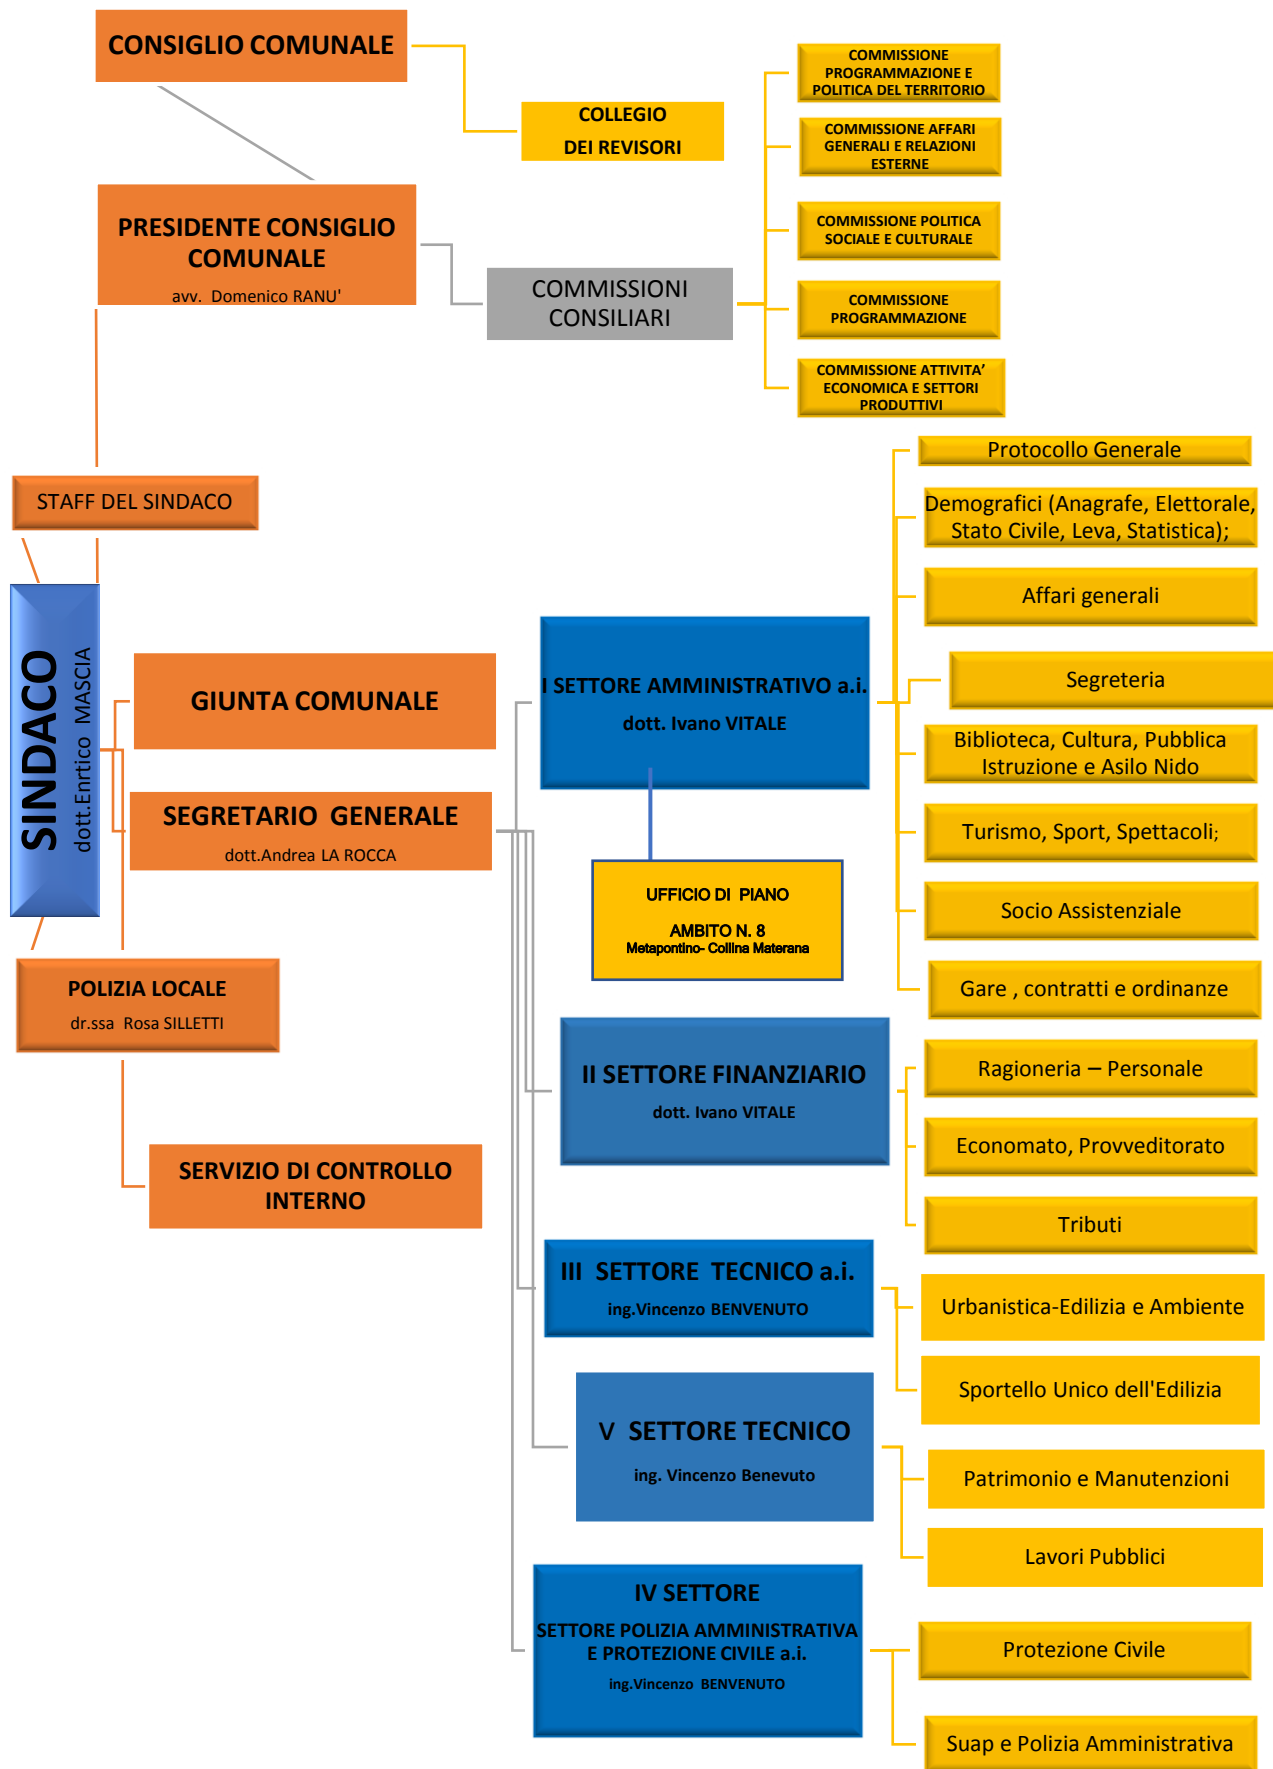 CONSIGLIO COMUNALE
COLLEGIO
DEI REVISORI
COMMISSIONE
PROGRAMMAZIONE E
POLITICA DEL TERRITORIO
COMMISSIONE AFFARI
GENERALI E RELAZIONI
ESTERNE
PRESIDENTE CONSIGLIO
COMUNALE
avv. Domenico RANU'
COMMISSIONI
CONSILIARI
COMMISSIONE POLITICA
SOCIALE E CULTURALE
COMMISSIONE
PROGRAMMAZIONE
COMMISSIONE ATTIVITA’
ECONOMICA E SETTORI
PRODUTTIVI
STAFF DEL SINDACO
SINDACO
dott.Enrtico MASCIA
GIUNTA COMUNALE
SEGRETARIO GENERALE
dott.Andrea LA ROCCA
POLIZIA LOCALE
dr.ssa Rosa SILLETTI
SERVIZIO DI CONTROLLO
INTERNO
I SETTORE AMMINISTRATIVO a.i.
dott. Ivano VITALE
UFFICIO DI PIANO
AMBITO N. 8
Metapontino- Collina Materana
Protocollo Generale
Demografici (Anagrafe, Elettorale,
Stato Civile, Leva, Statistica);
Affari generali
Segreteria
Biblioteca, Cultura, Pubblica
Istruzione e Asilo Nido
Turismo, Sport, Spettacoli;
Socio Assistenziale
Gare , contratti e ordinanze
II SETTORE FINANZIARIO
dott. Ivano VITALE
Ragioneria – Personale
Economato, Provveditorato
Tributi
III SETTORE TECNICO a.i.
ing.Vincenzo BENVENUTO
Urbanistica-Edilizia e Ambiente
Sportello Unico dell'Edilizia
V SETTORE TECNICO
ing. Vincenzo Benevuto
Patrimonio e Manutenzioni
Lavori Pubblici
IV SETTORE
SETTORE POLIZIA AMMINISTRATIVA
E PROTEZIONE CIVILE a.i.
ing.Vincenzo BENVENUTO
Protezione Civile
Suap e Polizia Amministrativa